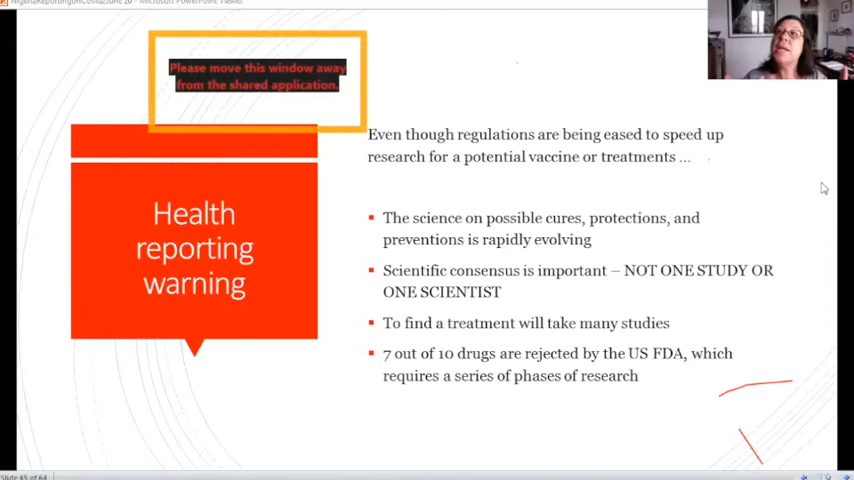 NigeriaReportingonCovid2June 20 - Microsoft PowerPoint Viewer
Please move this window away
from the shared application.
Health
reporting
warning
Even though regulations are being eased to speed up
research for a potential vaccine or treatments ...
▪ The science on possible cures, protections, and
preventions is rapidly evolving
▪ Scientific consensus is important – NOT ONE STUDY OR
ONE SCIENTIST
▪ To find a treatment will take many studies
▪ 7 out of 10 drugs are rejected by the US FDA, which
requires a series of phases of research
Slide 45 of 64